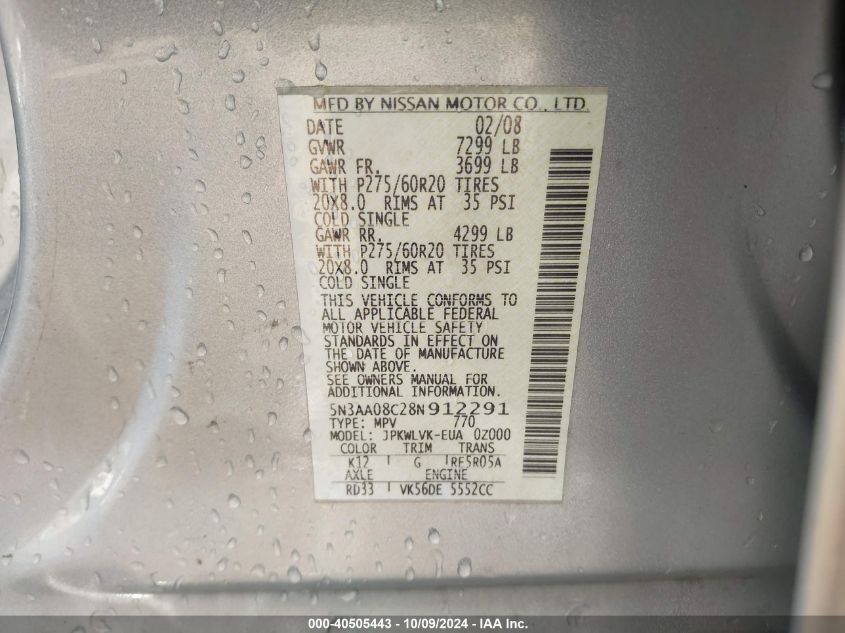 MFD BY NISSAN MOTOR CO., LTD.
DATE 02/08
GVWR 7299 LB
GAWR FR. 3699 LB
WITH P275/60R20 TIRES
20X8.0 RIMS AT 35 PSI
COLD SINGLE
GAWR RR. 4299 LB
WITH P275/60R20 TIRES
20X8.0 RIMS AT 35 PSI
COLD SINGLE
THIS VEHICLE CONFORMS TO
ALL APPLICABLE FEDERAL
MOTOR VEHICLE SAFETY
STANDARDS IN EFFECT ON
THE DATE OF MANUFACTURE
SHOWN ABOVE.
SEE OWNERS MANUAL FOR
ADDITIONAL INFORMATION.
5N3AA08C28N912291
TYPE: MPV 770
MODEL: JPKWLVK-EUA 0Z000
COLOR TRIM TRANS
K12 G RE5R05A
AXLE ENGINE
RD33 VK56DE 5552CC
000-40505443 - 10/09/2024 - IAA Inc.